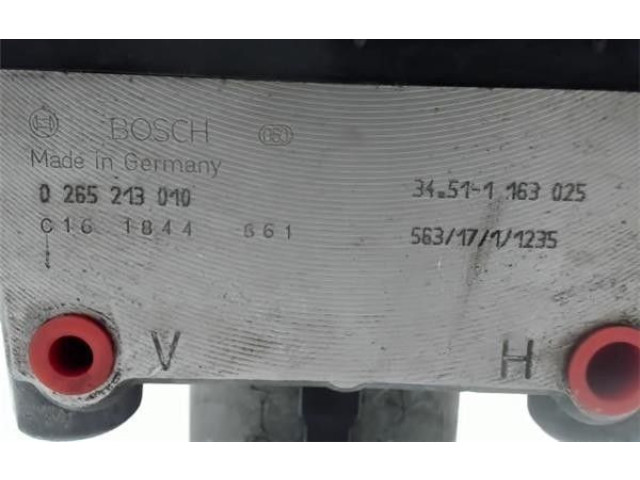 BOSCH
Made in Germany
0 265 213 010
C16 1844 661
34.51-1 163 025
563/17/1/1235
V H